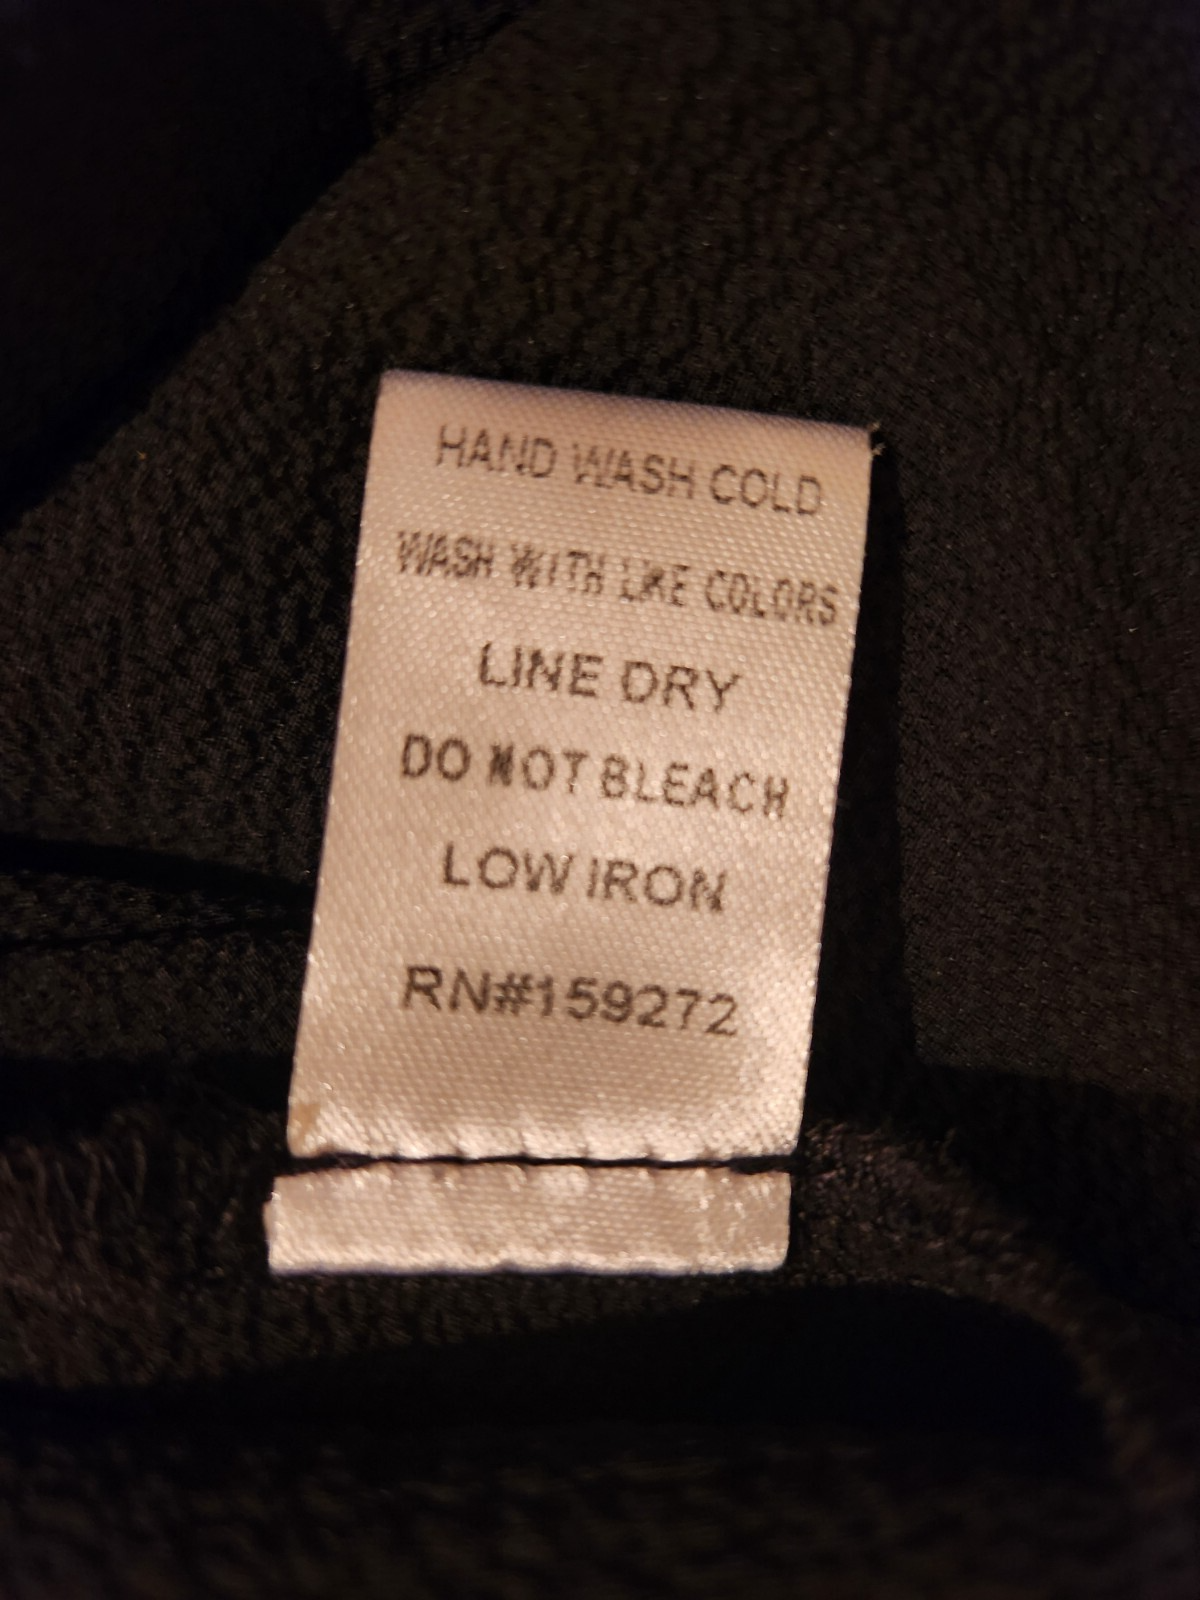 HAND WASH COLD
WASH WITH LIKE COLORS
LINE DRY
DO NOT BLEACH
LOW IRON
RN#159272